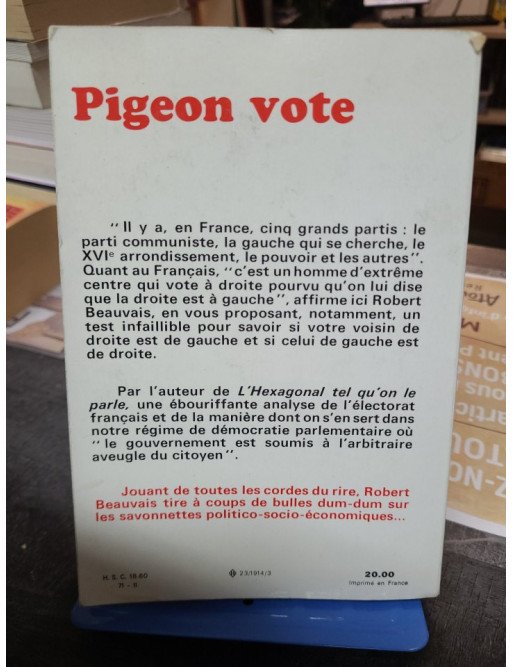 Pigeon vote
“ Il y a, en France, cinq grands partis : le
parti communiste, la gauche qui se cherche, le
XVIe arrondissement, le pouvoir et les autres”.
Quant au Français, “c’est un homme d’extrême
centre qui vote à droite pourvu qu’on lui dise
que la droite est à gauche”, affirme ici Robert
Beauvais, en vous proposant, notamment, un
test infaillible pour savoir si votre voisin de
droite est de gauche et si celui de gauche est
de droite.
Par l’auteur de L’Hexagonal tel qu’on le
parle, une ébouriffante analyse de l’électorat
français et de la manière dont on s’en sert dans
notre régime de démocratie parlementaire où
“ le gouvernement est soumis à l’arbitraire
aveugle du citoyen”.
Jouant de toutes les cordes du rire, Robert
Beauvais tire à coups de bulles dum-dum sur
les savonnettes politico-socio-économiques...
H. S. C. 18.60
23/1914/3
20.00
Imprimé en France